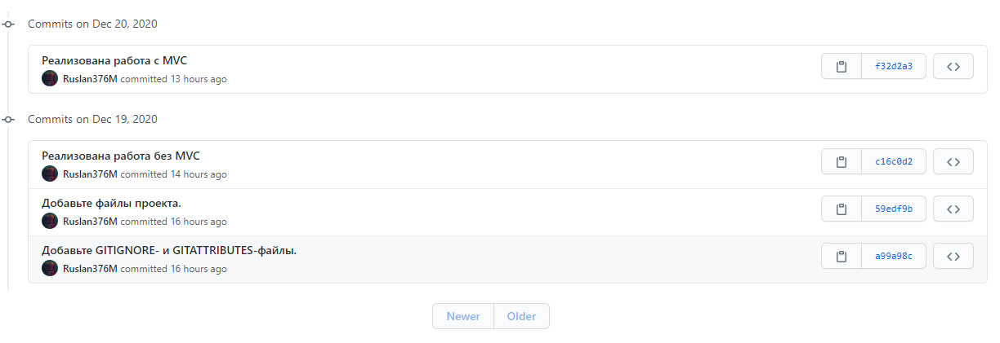 Commits on Dec 20, 2020
Реализована работа с MVC
f32d2a3
Ruslan376M committed 13 hours ago
Commits on Dec 19, 2020
Реализована работа без MVC
c16c0d2
Ruslan376M committed 14 hours ago
Добавьте файлы проекта.
59edf9b
Ruslan376M committed 16 hours ago
Добавьте GITIGNORE- и GITATTRIBUTES-файлы.
a99a98c
Ruslan376M committed 16 hours ago
Newer Older